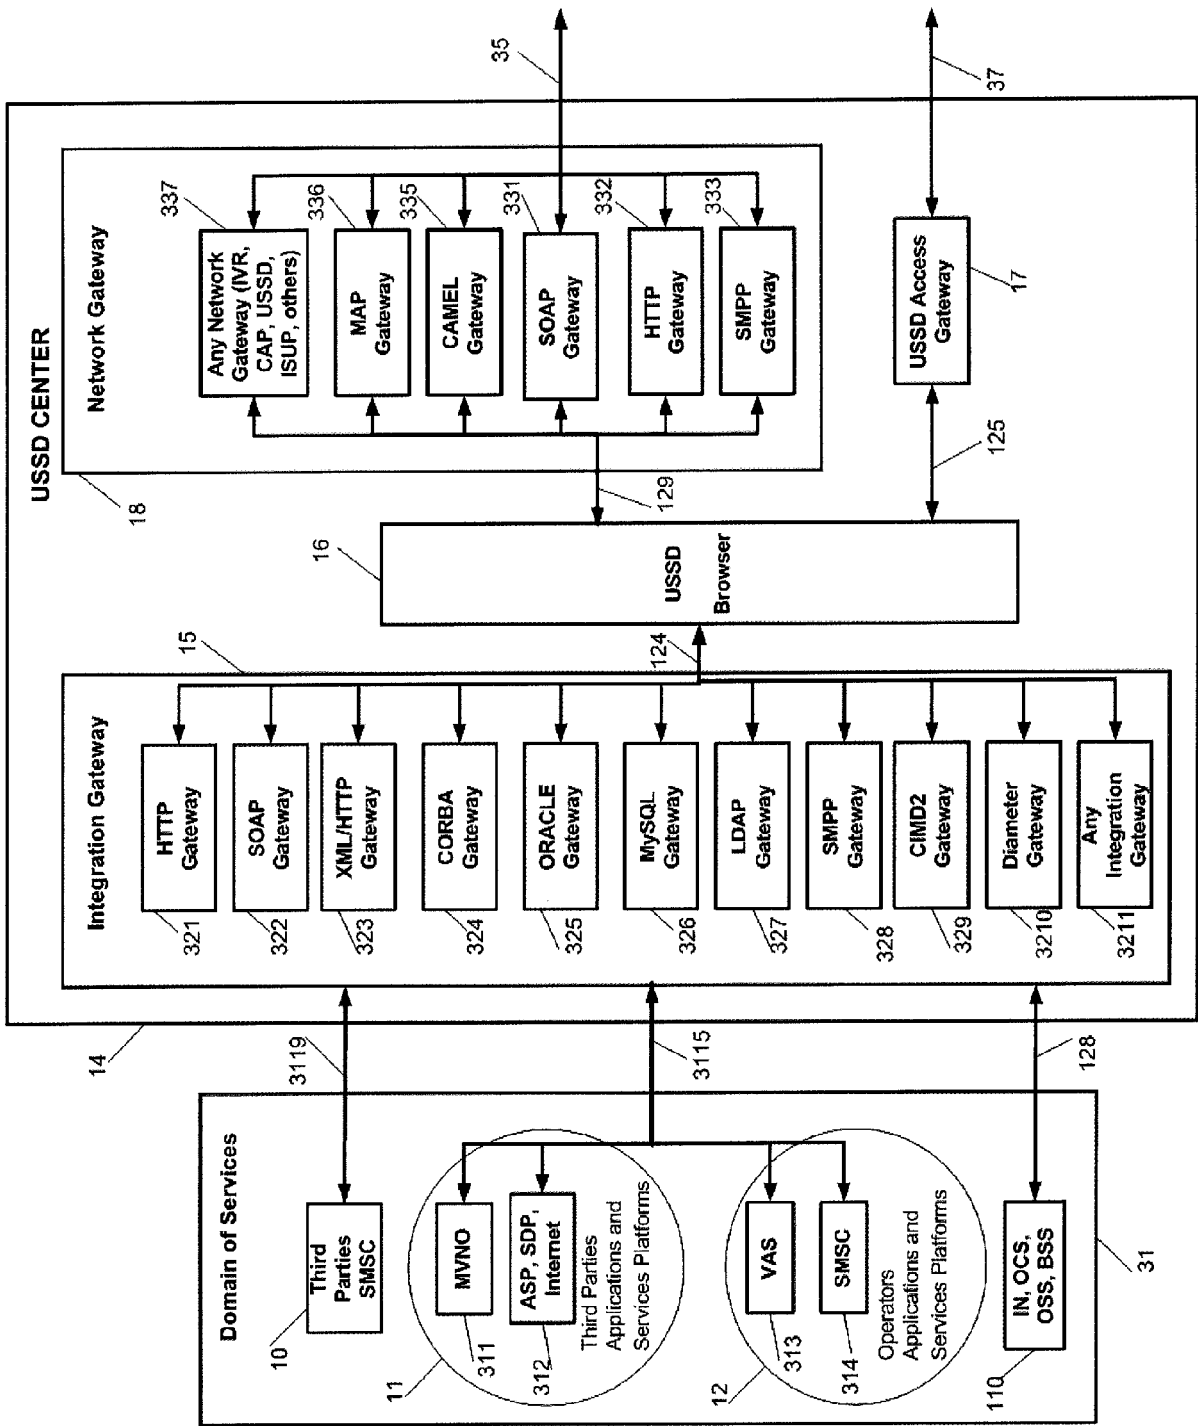 USSD CENTER
Network Gateway
Any Network
Gateway (IVR,
CAP, USSD,
ISUP, others)
337
MAP
Gateway
336
CAMEL
Gateway
335
SOAP
Gateway
331
HTTP
Gateway
332
SMPP
Gateway
333
35
37
18
USSD Access
Gateway
17
125
129
16
USSD
Browser
124
15
Integration Gateway
HTTP
Gateway
321
SOAP
Gateway
322
XML/HTTP
Gateway
323
CORBA
Gateway
324
ORACLE
Gateway
325
MySQL
Gateway
326
LDAP
Gateway
327
SMPP
Gateway
328
CIMD2
Gateway
329
Diameter
Gateway
3210
Any
Integration
Gateway
3211
14
3119
3115
128
Domain of Services
Third
Parties
SMSC
10
MVNO
311
ASP, SDP,
Internet
312
Third Parties
Applications and
Services Platforms
11
VAS
313
SMSC
314
Operators
Applications and
Services Platforms
12
IN, OCS,
OSS, BSS
110
31